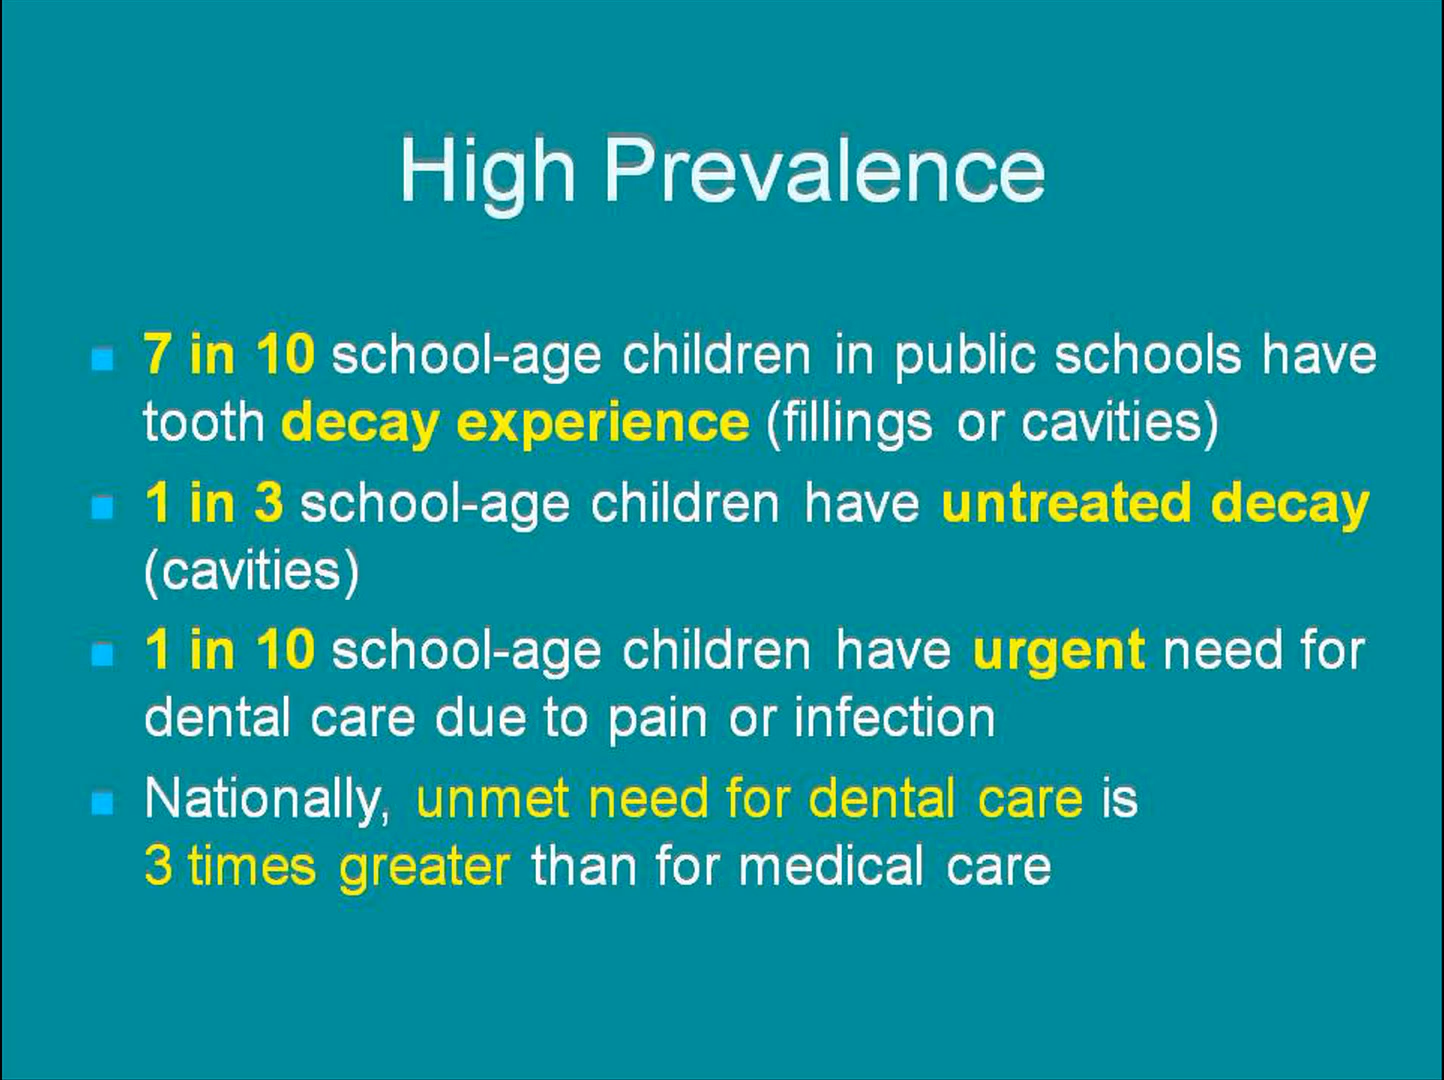 High Prevalence
7 in 10 school-age children in public schools have
tooth decay experience (fillings or cavities)
1 in 3 school-age children have untreated decay
(cavities)
1 in 10 school-age children have urgent need for
dental care due to pain or infection
Nationally, unmet need for dental care is
3 times greater than for medical care